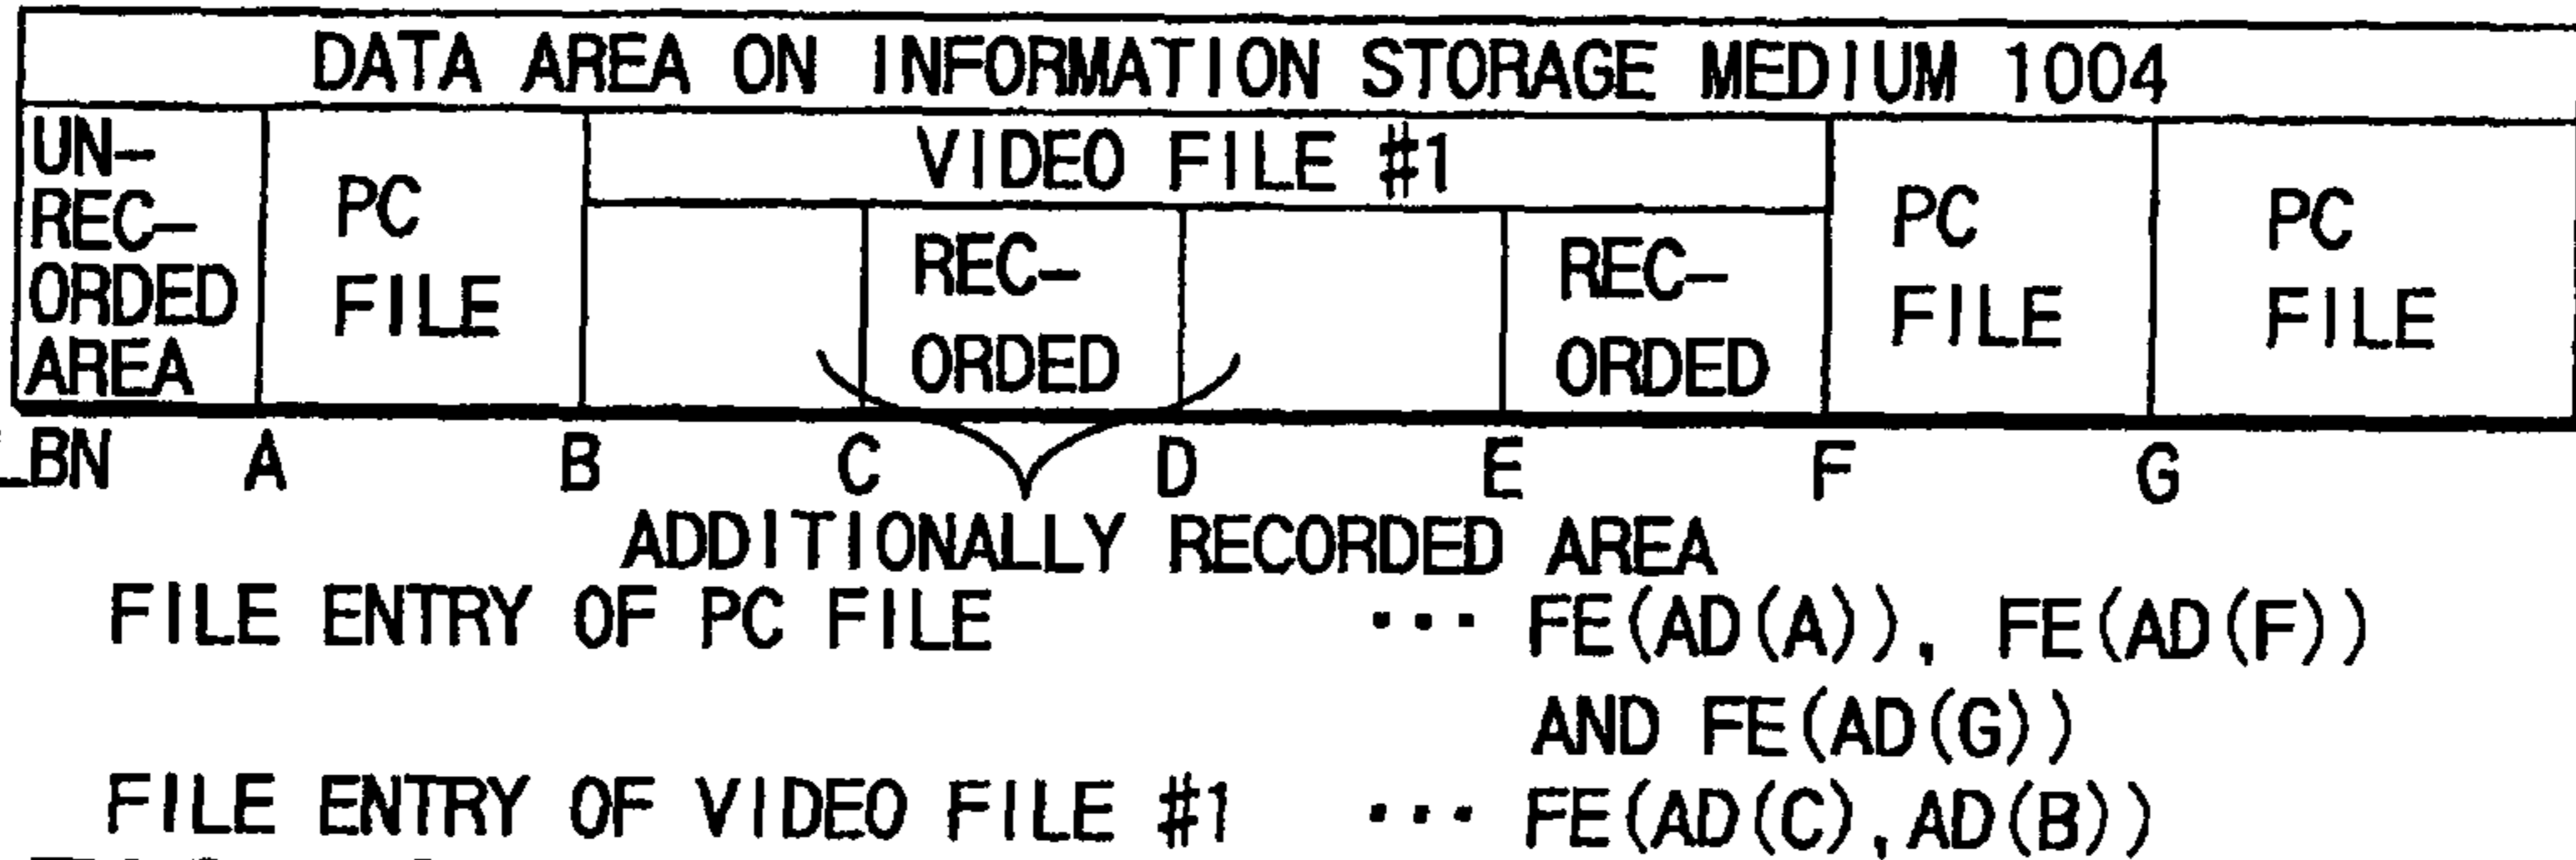 DATA AREA ON INFORMATION STORAGE MEDIUM 1004
UN-
REC-
ORDED
AREA
PC
FILE
VIDEO FILE #1
REC-
ORDED
REC-
ORDED
PC
FILE
PC
FILE
LBN A B C D E F G
ADDITIONALLY RECORDED AREA
FILE ENTRY OF PC FILE ··· FE(AD(A)), FE(AD(F))
AND FE(AD(G))
FILE ENTRY OF VIDEO FILE #1 ··· FE(AD(C),AD(B))